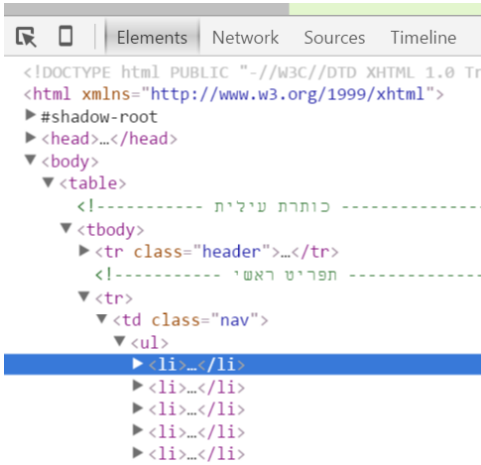 Elements Network Sources Timeline
<!DOCTYPE html PUBLIC "-//W3C//DTD XHTML 1.0 Tr
<html xmlns="http://www.w3.org/1999/xhtml">
#shadow-root
<head>…</head>
<body>
<table>
<!----------- כותרת עילית ---------------
<tbody>
<tr class="header">…</tr>
<!----------- תפריט ראשי --------------
<tr>
<td class="nav">
<ul>
<li>…</li>
<li>…</li>
<li>…</li>
<li>…</li>
<li>…</li>